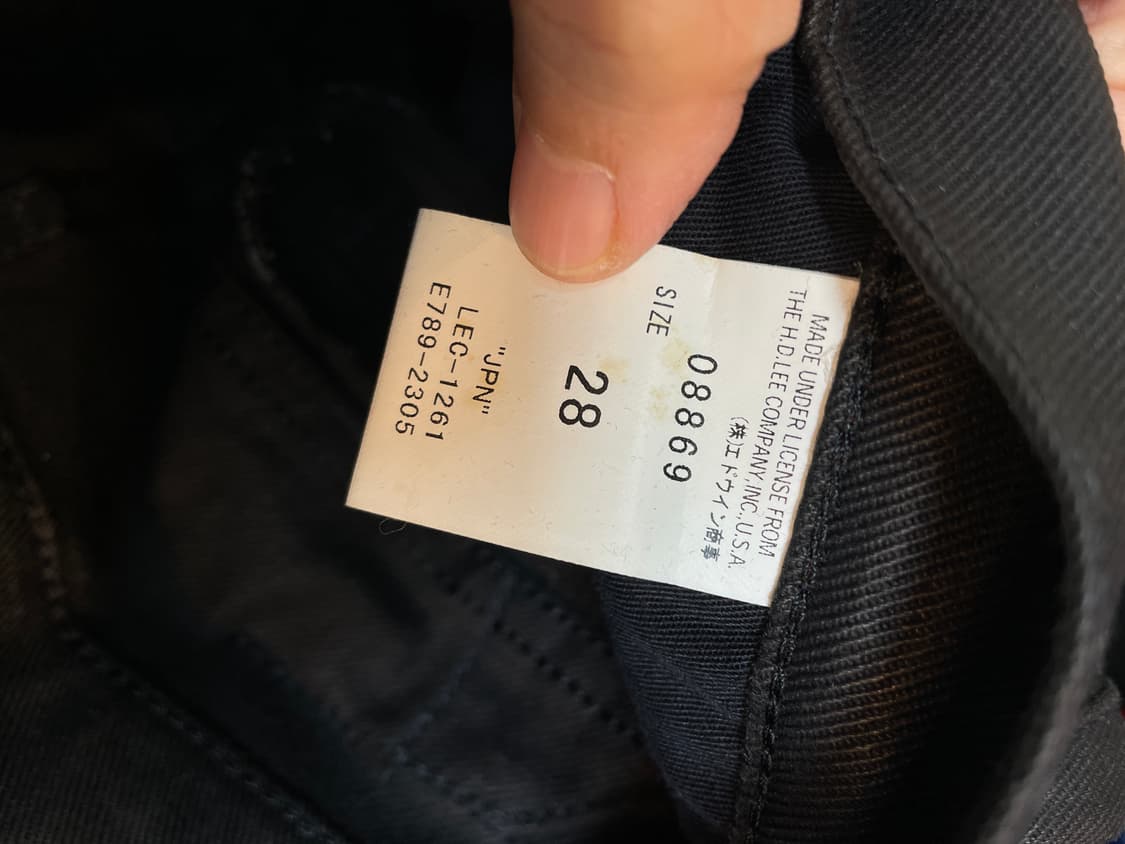 MADE UNDER LICENSE FROM
THE H.D.LEE COMPANY,INC.,U.S.A.
(株)エドウイン商事
08869
SIZE
28
"JPN"
LEC-1261
E789-2305